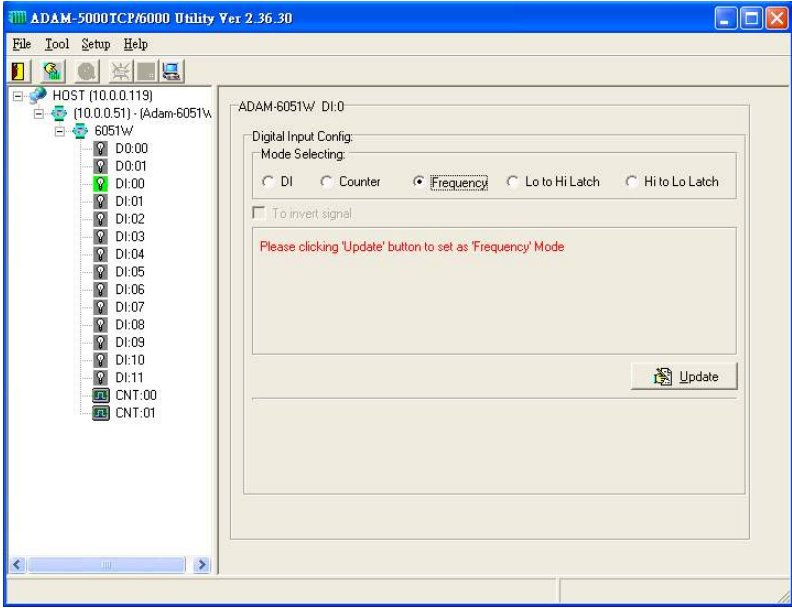 ADAM-5000TCP/6000 Utility Ver 2.36.30
File Tool Setup Help
HOST (10.0.0.119)
(10.0.0.51) - (Adam-6051W
6051W
D0:00
D0:01
DI:00
DI:01
DI:02
DI:03
DI:04
DI:05
DI:06
DI:07
DI:08
DI:09
DI:10
DI:11
CNT:00
CNT:01
ADAM-6051W DI:0
Digital Input Config:
Mode Selecting:
DI Counter Frequency Lo to Hi Latch Hi to Lo Latch
To invert signal
Please clicking 'Update' button to set as 'Frequency' Mode
Update